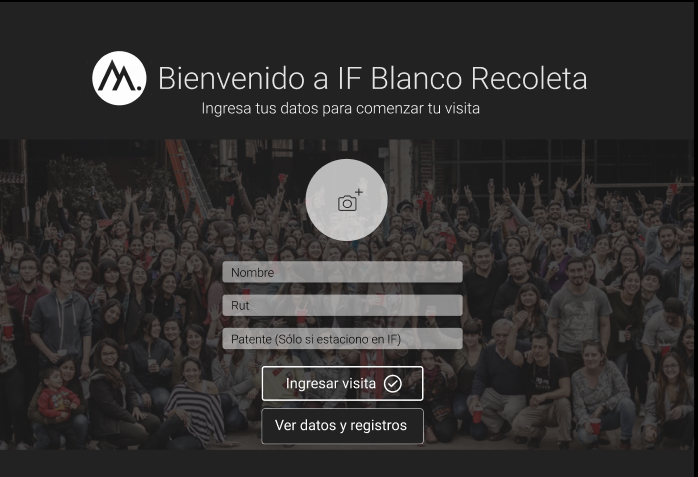 M.
Bienvenido a IF Blanco Recoleta
Ingresa tus datos para comenzar tu visita
Nombre
Rut
Patente (Sólo si estaciono en IF)
Ingresar visita
Ver datos y registros